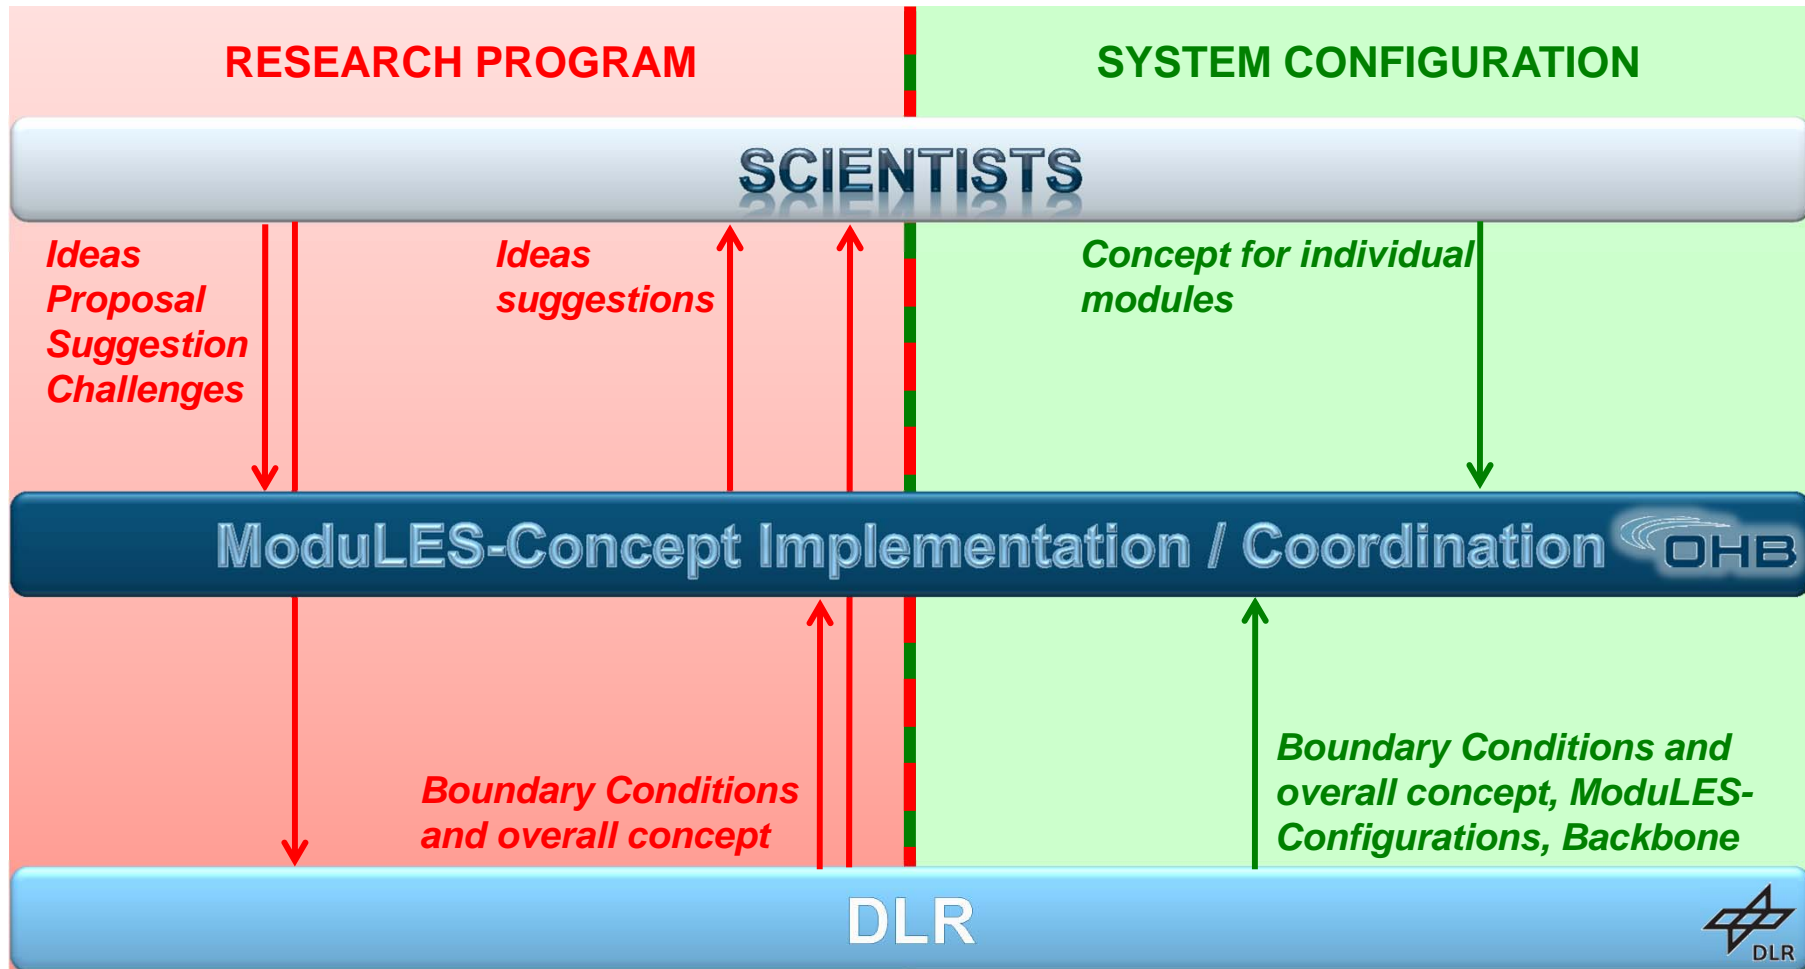 RESEARCH PROGRAM
SYSTEM CONFIGURATION
SCIENTISTS
Ideas
Proposal
Suggestion
Challenges
Ideas
suggestions
Concept for individual
modules
ModuLES-Concept Implementation / Coordination
OHB
Boundary Conditions
and overall concept
Boundary Conditions and
overall concept, ModuLES-
Configurations, Backbone
DLR
DLR